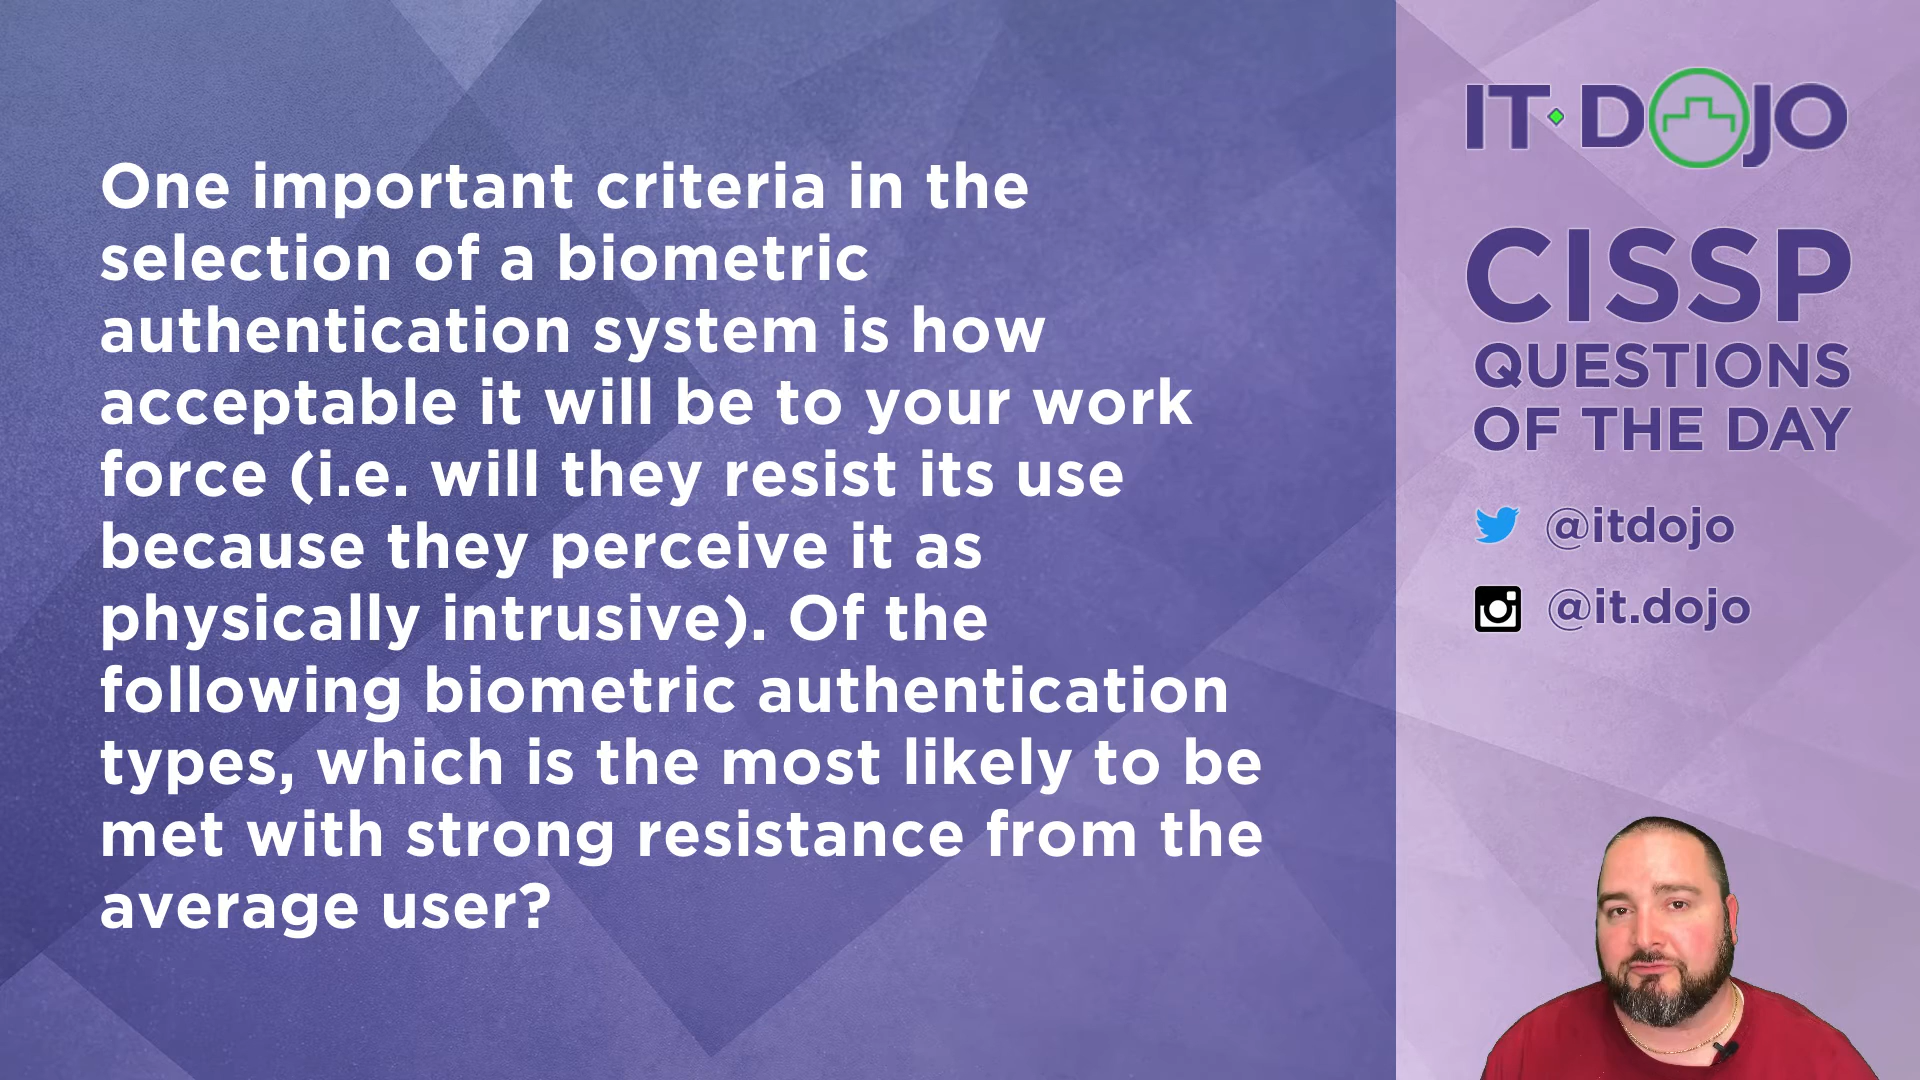 One important criteria in the
selection of a biometric
authentication system is how
acceptable it will be to your work
force (i.e. will they resist its use
because they perceive it as
physically intrusive). Of the
following biometric authentication
types, which is the most likely to be
met with strong resistance from the
average user?
IT DOJO
CISSP
QUESTIONS
OF THE DAY
@itdojo
@it.dojo